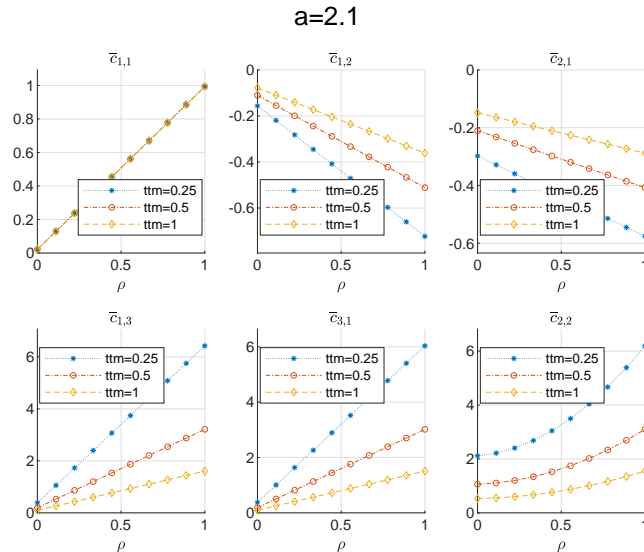 a=2.1
c̄1,1
1
0.8
0.6
0.4
0.2
0
0
0.5
1
ρ
ttm=0.25
ttm=0.5
ttm=1
c̄1,2
0
-0.2
-0.4
-0.6
0
0.5
1
ρ
ttm=0.25
ttm=0.5
ttm=1
c̄2,1
0
-0.2
-0.4
-0.6
0
0.5
1
ρ
ttm=0.25
ttm=0.5
ttm=1
c̄1,3
6
4
2
0
0
0.5
1
ρ
ttm=0.25
ttm=0.5
ttm=1
c̄3,1
6
4
2
0
0
0.5
1
ρ
ttm=0.25
ttm=0.5
ttm=1
c̄2,2
6
4
2
0
0
0.5
1
ρ
ttm=0.25
ttm=0.5
ttm=1